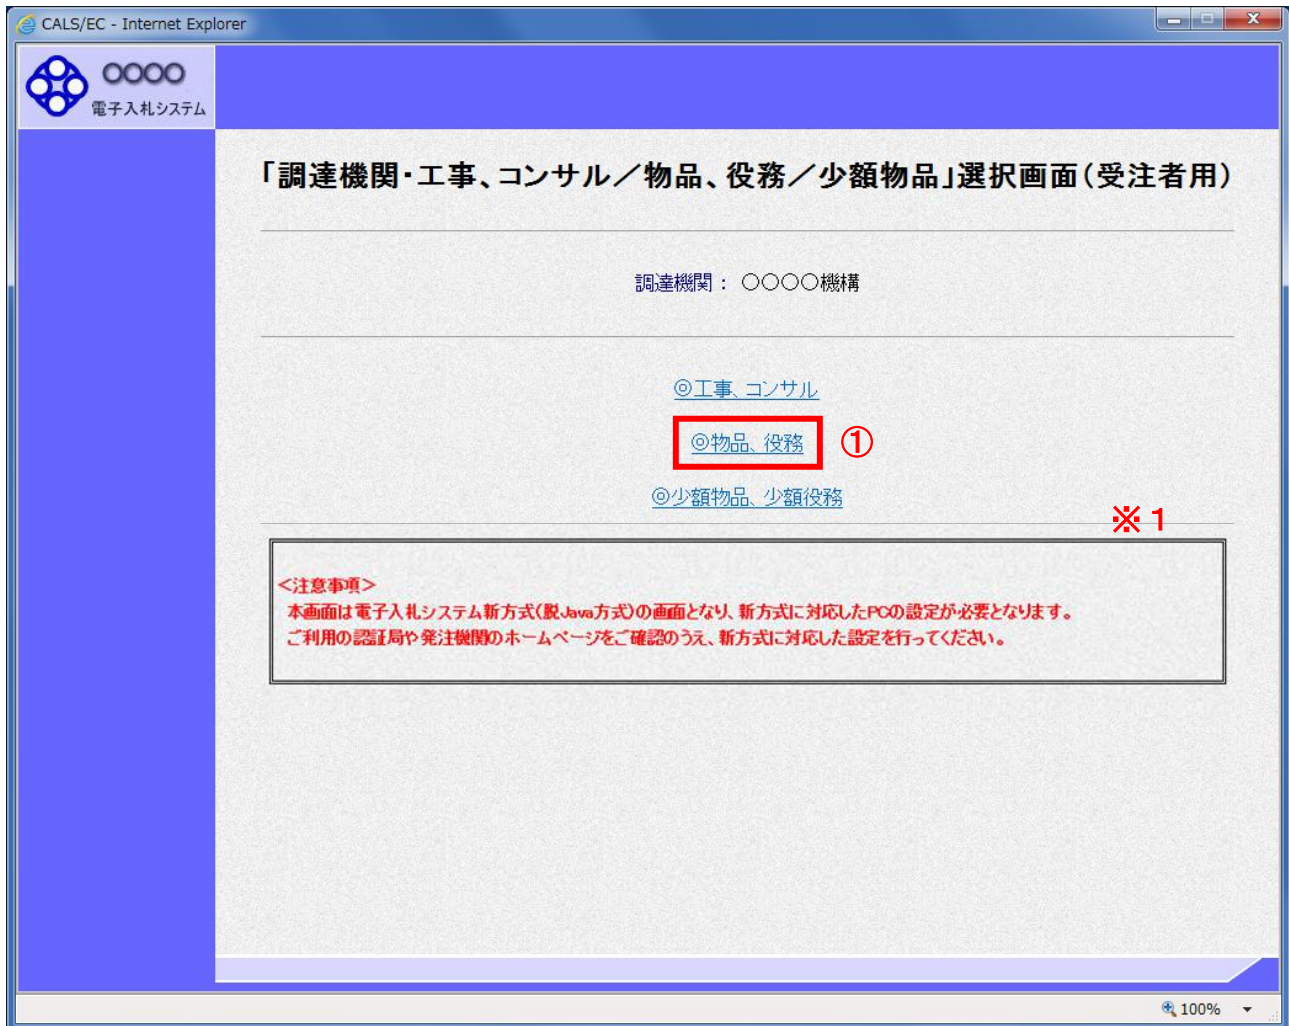 CALS/EC - Internet Explorer
○○○○
電子入札システム
「調達機関・工事、コンサル／物品、役務／少額物品」選択画面（受注者用）
調達機関： ○○○○機構
◎工事、コンサル
◎物品、役務 ①
◎少額物品、少額役務
※１
＜注意事項＞
本画面は電子入札システム新方式(脱Java方式)の画面となり、新方式に対応したPCの設定が必要となります。
ご利用の認証局や発注機関のホームページをご確認のうえ、新方式に対応した設定を行ってください。
100%